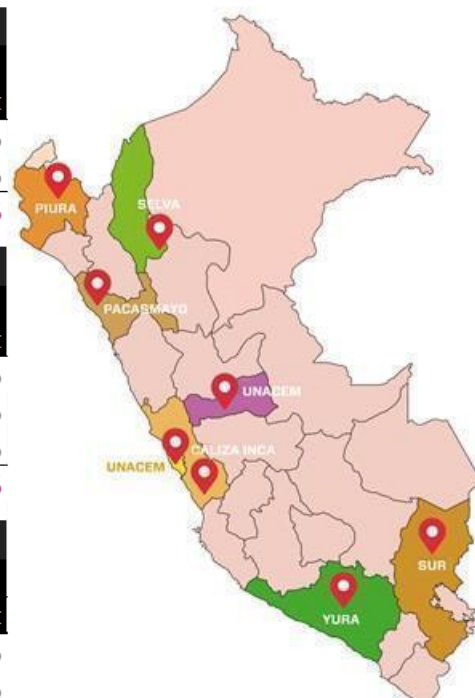 PIURA
SELVA
PACASMAYO
UNACEM
CALIZA INCA
UNACEM
SUR
YURA